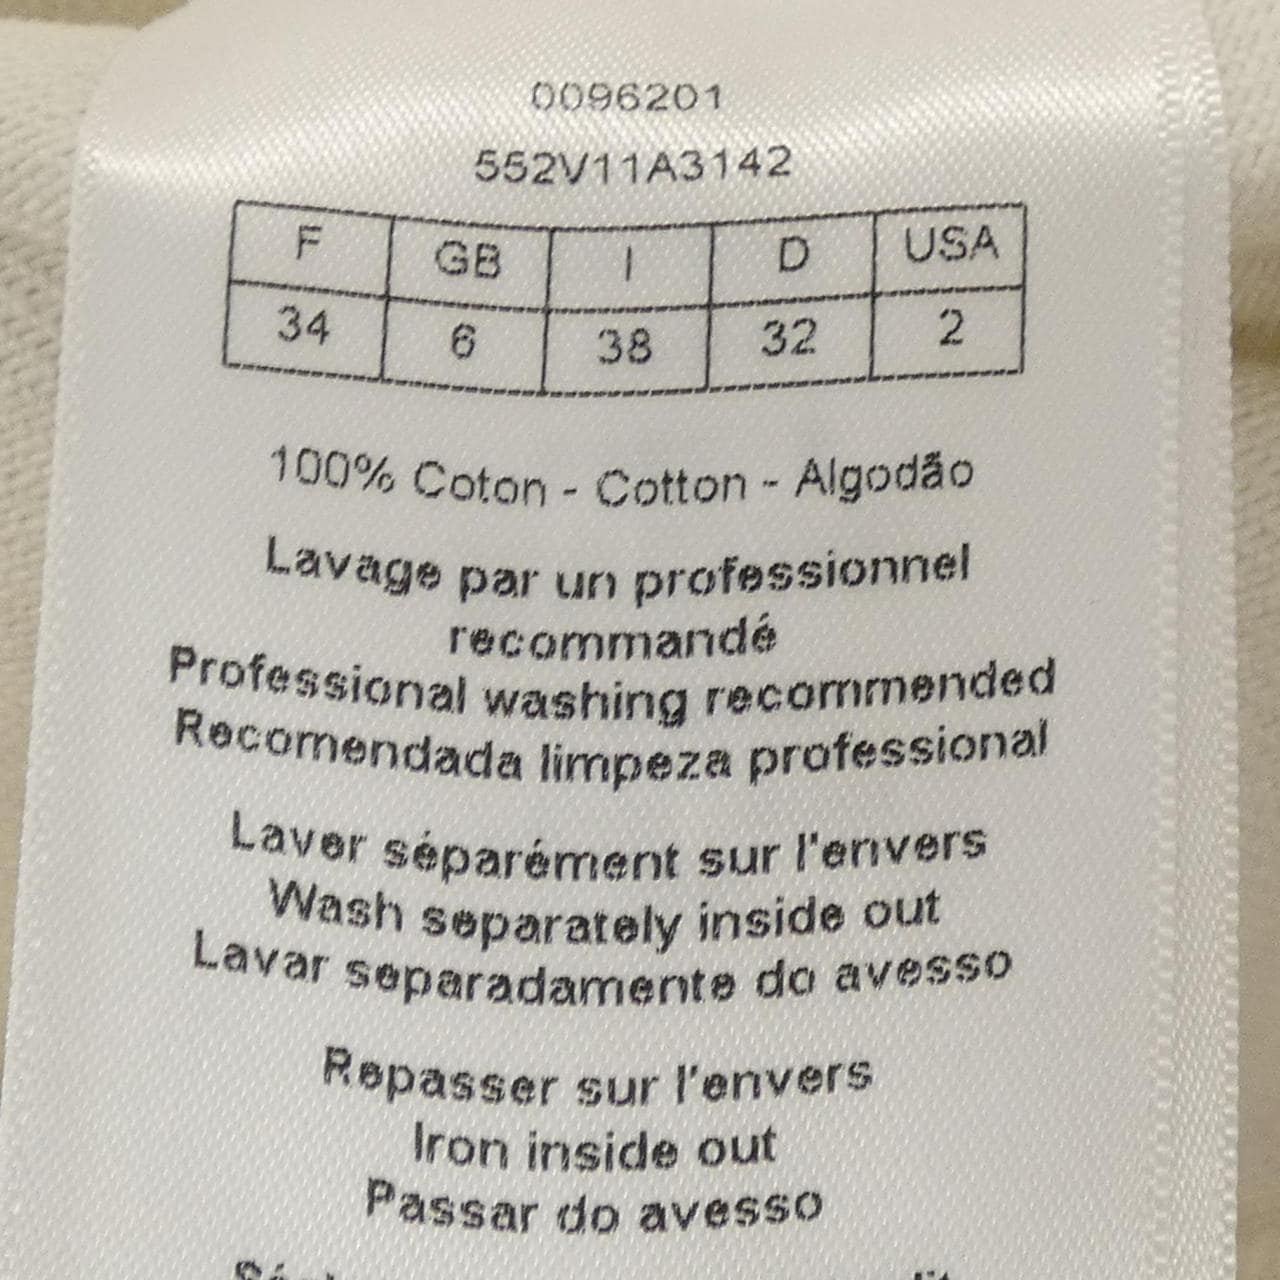 0096201
552V11A3142
F GB I D USA
34 6 38 32 2
100% Coton - Cotton - Algodão
Lavage par un professionnel
recommandé
Professional washing recommended
Recomendada limpeza professional
Laver séparément sur l'envers
Wash separately inside out
Lavar separadamente do avesso
Repasser sur l'envers
Iron inside out
Passar do avesso